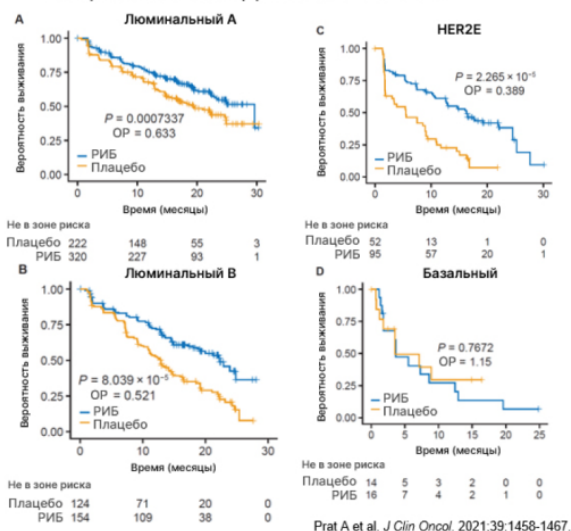 A
Люминальный A
Вероятность выживания
1.00
0.75
0.50
0.25
0.00
P = 0.0007337
ОР = 0.633
РИБ
Плацебо
0 10 20 30
Время (месяцы)
Не в зоне риска
Плацебо 222 148 55 3
РИБ 320 227 93 1
B
Люминальный B
Вероятность выживания
1.00
0.75
0.50
0.25
0.00
P = 8.039 × 10⁻⁵
ОР = 0.521
РИБ
Плацебо
0 10 20 30
Время (месяцы)
Не в зоне риска
Плацебо 124 71 20 0
РИБ 154 109 38 0
C
HER2E
Вероятность выживания
1.00
0.75
0.50
0.25
0.00
P = 2.265 × 10⁻⁵
ОР = 0.389
РИБ
Плацебо
0 10 20 30
Время (месяцы)
Не в зоне риска
Плацебо 52 13 1 0
РИБ 95 57 20 1
D
Базальный
Вероятность выживания
1.00
0.75
0.50
0.25
0.00
P = 0.7672
ОР = 1.15
РИБ
Плацебо
0 5 10 15 20 25
Время (месяцы)
Не в зоне риска
Плацебо 14 5 3 2 0 0
РИБ 16 7 4 2 1 0
Prat A et al. J Clin Oncol. 2021;39:1458-1467.